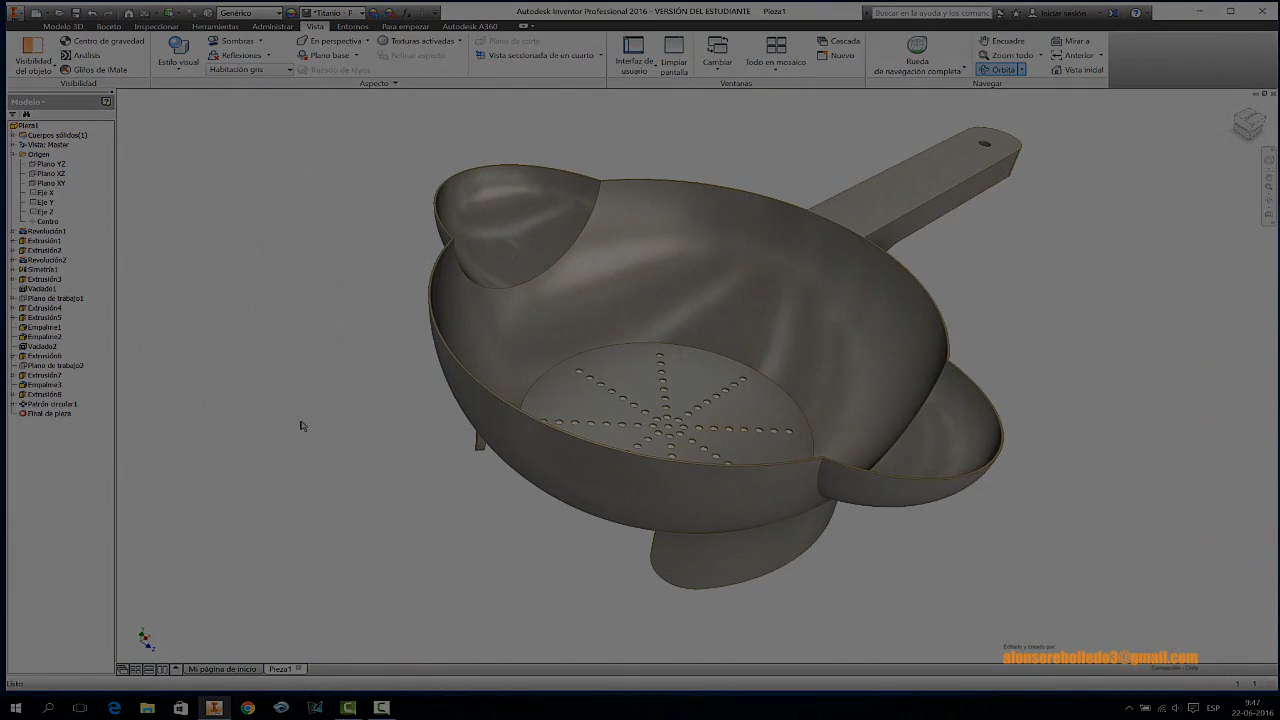 Genérico
*Titanio - F
Autodesk Inventor Professional 2016 - VERSIÓN DEL ESTUDIANTE Pieza1
Buscar en la ayuda y los comanc
Iniciar sesión
Modelo 3D
Boceto
Inspeccionar
Herramientas
Administrar
Vista
Entornos
Para empezar
Autodesk A360
Visibilidad del objeto
Centro de gravedad
Análisis
Glifos de iMate
Visibilidad
Estilo visual
Sombras
Reflexiones
Habitación gris
En perspectiva
Plano base
Trazado de rayos
Texturas activadas
Refinar aspecto
Aspecto
Plano de corte
Vista seccionada de un cuarto
Interfaz de usuario
Limpiar pantalla
Cambiar
Todo en mosaico
Cascada
Nuevo
Ventanas
Rueda de navegación completa
Encuadre
Zoom todo
Órbita
Mirar a
Anterior
Vista inicial
Navegar
Modelo
Pieza1
Cuerpos sólidos(1)
Vista: Master
Origen
Plano YZ
Plano XZ
Plano XY
Eje X
Eje Y
Eje Z
Centro
Revolución1
Extrusión1
Extrusión2
Revolución2
Simetría1
Extrusión3
Vaciado1
Plano de trabajo1
Extrusión4
Extrusión5
Empalme1
Empalme2
Vaciado2
Extrusión6
Plano de trabajo2
Extrusión7
Empalme3
Extrusión8
Patrón circular1
Final de pieza
Editado y creado por:
alonsorebolledo3@gmail.com
Concepción - Chile
Mi página de inicio
Pieza1
Listo
1 1
ESP
9:47
22-06-2016